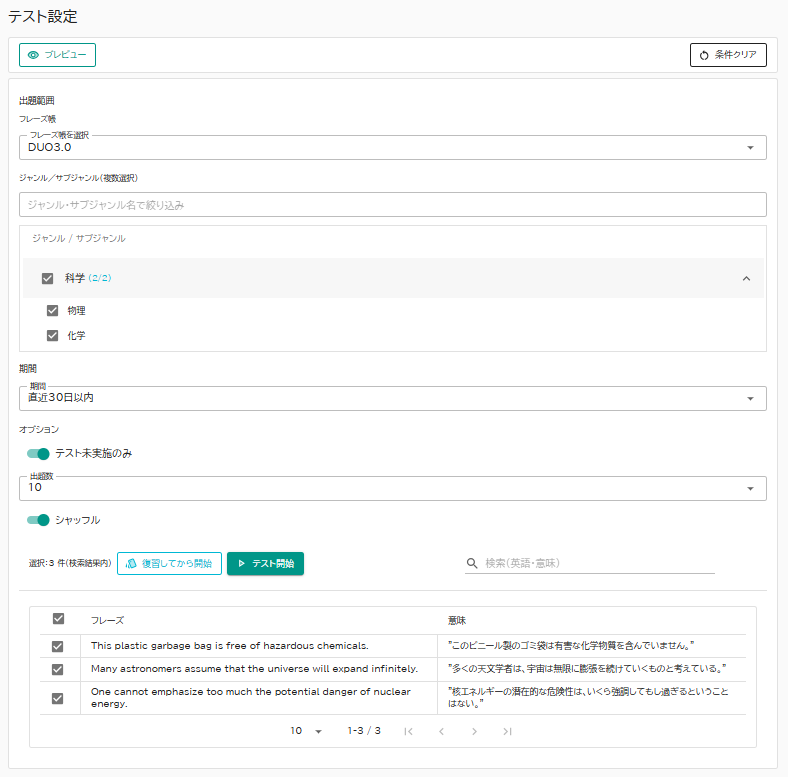 テスト設定
プレビュー
条件クリア
出題範囲
フレーズ帳
フレーズ帳を選択
DUO3.0
ジャンル／サブジャンル(複数選択)
ジャンル・サブジャンル名で絞り込み
ジャンル / サブジャンル
科学 (2/2)
物理
化学
期間
期間
直近30日以内
オプション
テスト未実施のみ
出題数
10
シャッフル
選択：3 件(検索結果内)
復習してから開始
テスト開始
検索(英語・意味)
フレーズ
意味
This plastic garbage bag is free of hazardous chemicals.
"このビニール製のゴミ袋は有害な化学物質を含んでいません。"
Many astronomers assume that the universe will expand infinitely.
"多くの天文学者は、宇宙は無限に膨張を続けていくものと考えている。"
One cannot emphasize too much the potential danger of nuclear
energy.
"核エネルギーの潜在的な危険性は、いくら強調してもし過ぎるということ
はない。"
10
1-3 / 3